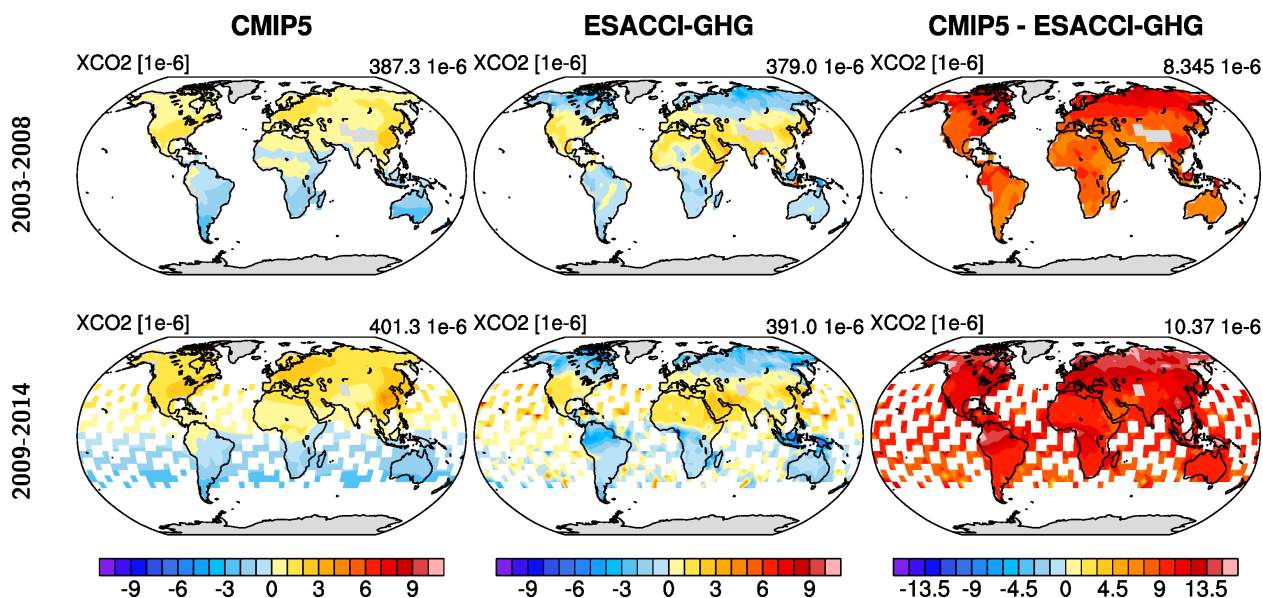 CMIP5 ESACCI-GHG CMIP5 - ESACCI-GHG
XCO2 [1e-6] 387.3 1e-6 XCO2 [1e-6] 379.0 1e-6 XCO2 [1e-6] 8.345 1e-6
2003-2008
XCO2 [1e-6] 401.3 1e-6 XCO2 [1e-6] 391.0 1e-6 XCO2 [1e-6] 10.37 1e-6
2009-2014
-9 -6 -3 0 3 6 9 -9 -6 -3 0 3 6 9 -13.5 -9 -4.5 0 4.5 9 13.5